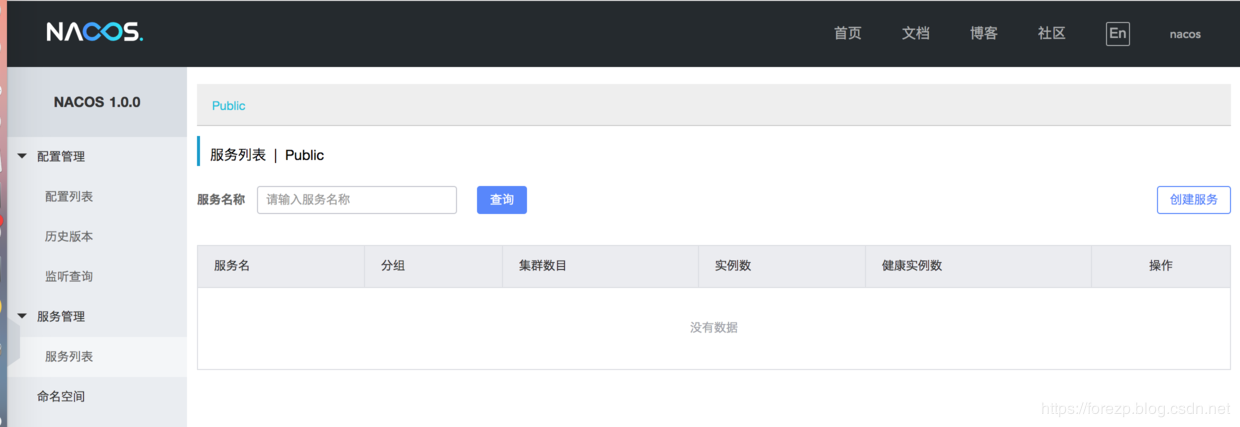 NACOS.
首页 文档 博客 社区 En nacos
NACOS 1.0.0
配置管理
配置列表
历史版本
监听查询
服务管理
服务列表
命名空间
Public
服务列表 | Public
服务名称 请输入服务名称 查询 创建服务
服务名 分组 集群数目 实例数 健康实例数 操作
没有数据
https://forezp.blog.csdn.net